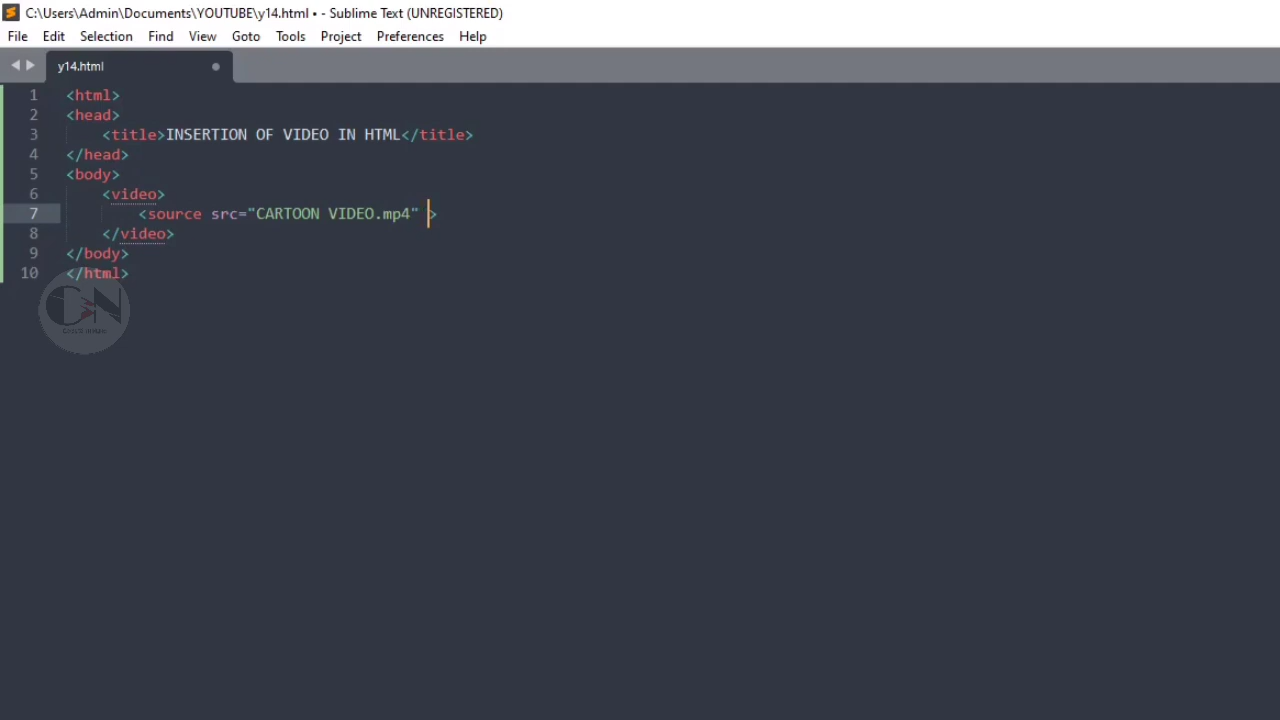 C:\Users\Admin\Documents\YOUTUBE\y14.html • - Sublime Text (UNREGISTERED)
File Edit Selection Find View Goto Tools Project Preferences Help
y14.html
1 <html>
2 <head>
3 <title>INSERTION OF VIDEO IN HTML</title>
4 </head>
5 <body>
6 <video>
7 <source src="CARTOON VIDEO.mp4" >
8 </video>
9 </body>
10 </html>